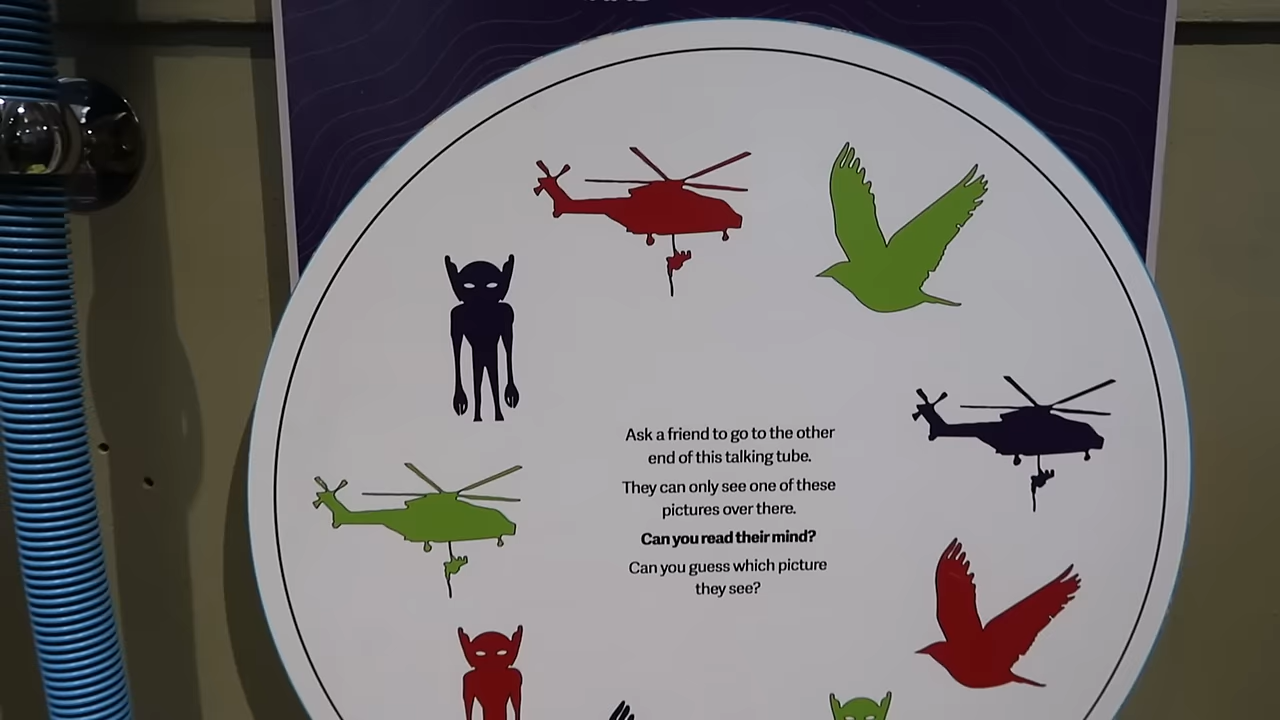 Ask a friend to go to the other
end of this talking tube.
They can only see one of these
pictures over there.
Can you read their mind?
Can you guess which picture
they see?